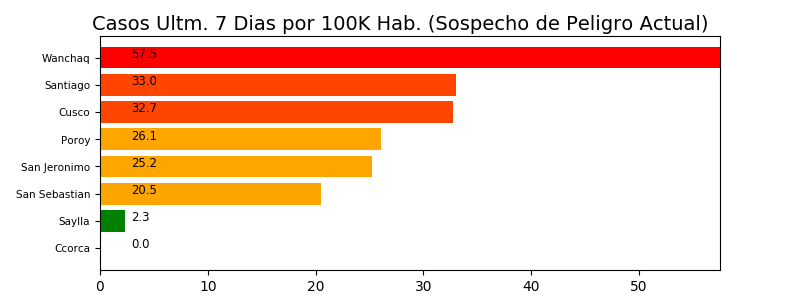 Casos Ultm. 7 Dias por 100K Hab. (Sospecho de Peligro Actual)
Wanchaq 57.5
Santiago 33.0
Cusco 32.7
Poroy 26.1
San Jeronimo 25.2
San Sebastian 20.5
Saylla 2.3
Ccorca 0.0
0 10 20 30 40 50